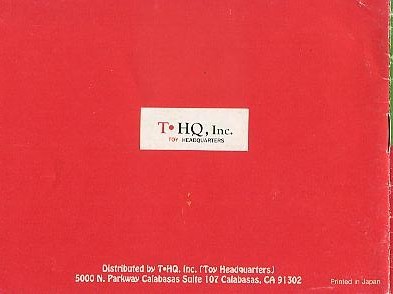 T•HQ, Inc.
TOY HEADQUARTERS
Distributed by T•HQ, Inc. [Toy Headquarters]
5000 N. Parkway Calabasas Suite 107 Calabasas, CA 91302
Printed in Japan